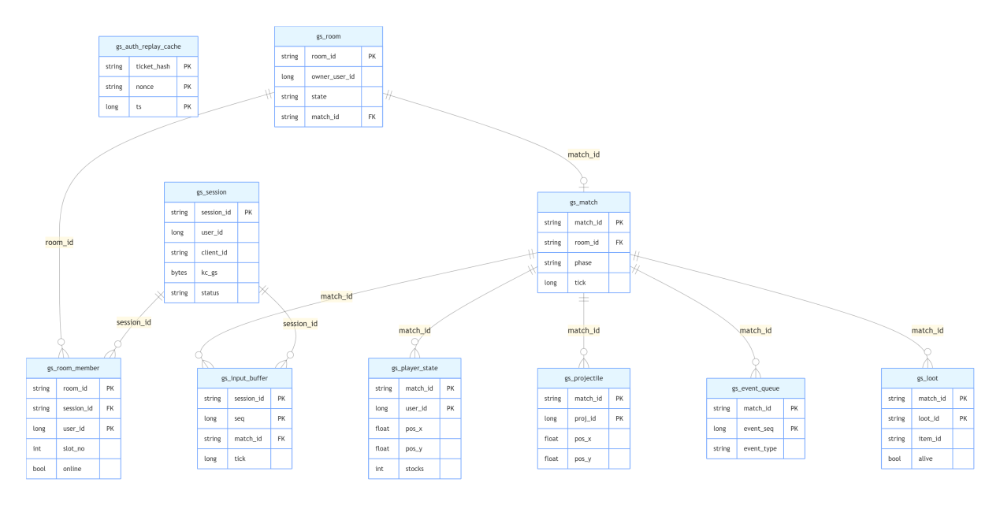 gs_auth_replay_cache
string ticket_hash PK
string nonce PK
long ts PK
gs_room
string room_id PK
long owner_user_id
string state
string match_id FK
match_id
gs_session
string session_id PK
long user_id
string client_id
bytes kc_gs
string status
gs_match
string match_id PK
string room_id FK
string phase
long tick
room_id
match_id
session_id
session_id
match_id
match_id
match_id
match_id
gs_room_member
string room_id PK
string session_id FK
long user_id PK
int slot_no
bool online
gs_input_buffer
string session_id PK
long seq PK
string match_id FK
long tick
gs_player_state
string match_id PK
long user_id PK
float pos_x
float pos_y
int stocks
gs_projectile
string match_id PK
long proj_id PK
float pos_x
float pos_y
gs_event_queue
string match_id PK
long event_seq PK
string event_type
gs_loot
string match_id PK
long loot_id PK
string item_id
bool alive